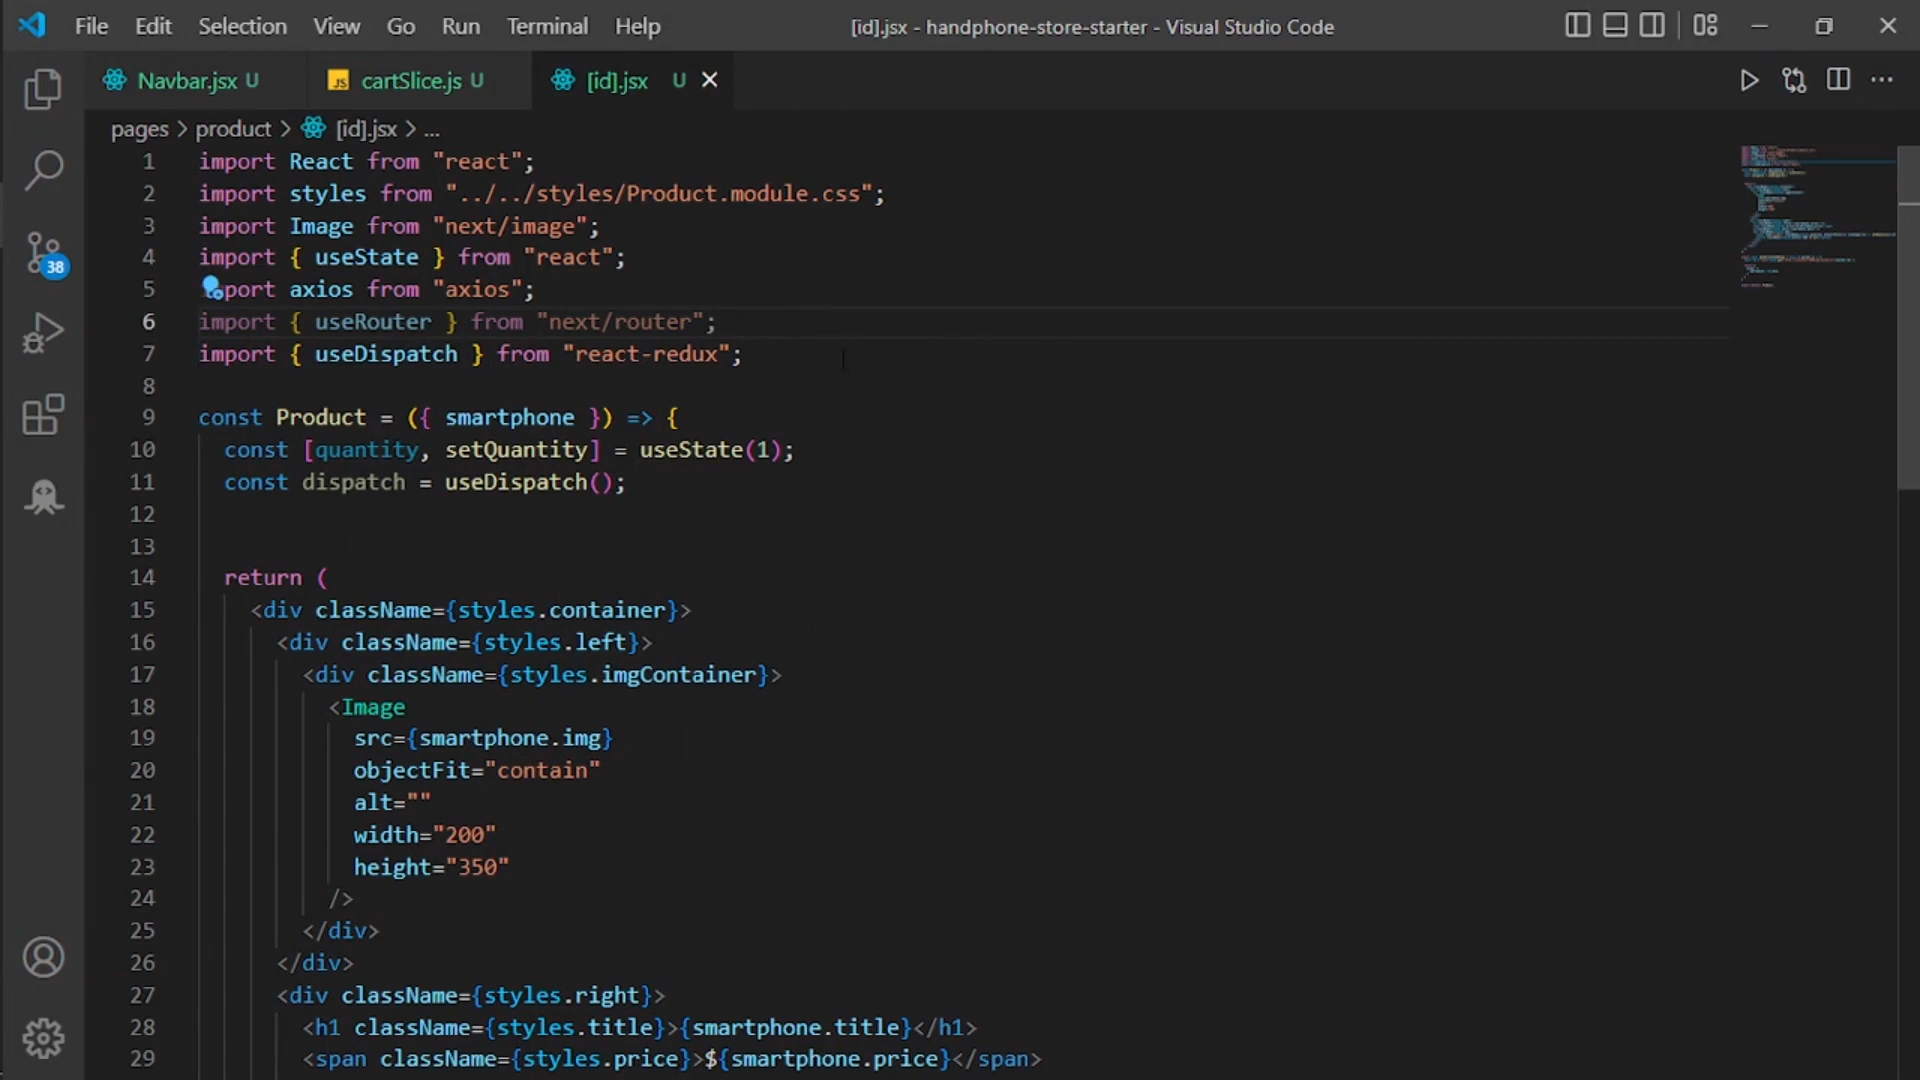 File Edit Selection View Go Run Terminal Help [id].jsx - handphone-store-starter - Visual Studio Code
Navbar.jsx U JS cartSlice.js U [id].jsx U
pages > product > [id].jsx > ...
1 import React from "react";
2 import styles from "../../styles/Product.module.css";
3 import Image from "next/image";
4 import { useState } from "react";
5 import axios from "axios";
6 import { useRouter } from "next/router";
7 import { useDispatch } from "react-redux";
8
9 const Product = ({ smartphone }) => {
10 const [quantity, setQuantity] = useState(1);
11 const dispatch = useDispatch();
12
13
14 return (
15 <div className={styles.container}>
16 <div className={styles.left}>
17 <div className={styles.imgContainer}>
18 <Image
19 src={smartphone.img}
20 objectFit="contain"
21 alt=""
22 width="200"
23 height="350"
24 />
25 </div>
26 </div>
27 <div className={styles.right}>
28 <h1 className={styles.title}>{smartphone.title}</h1>
29 <span className={styles.price}>${smartphone.price}</span>
38